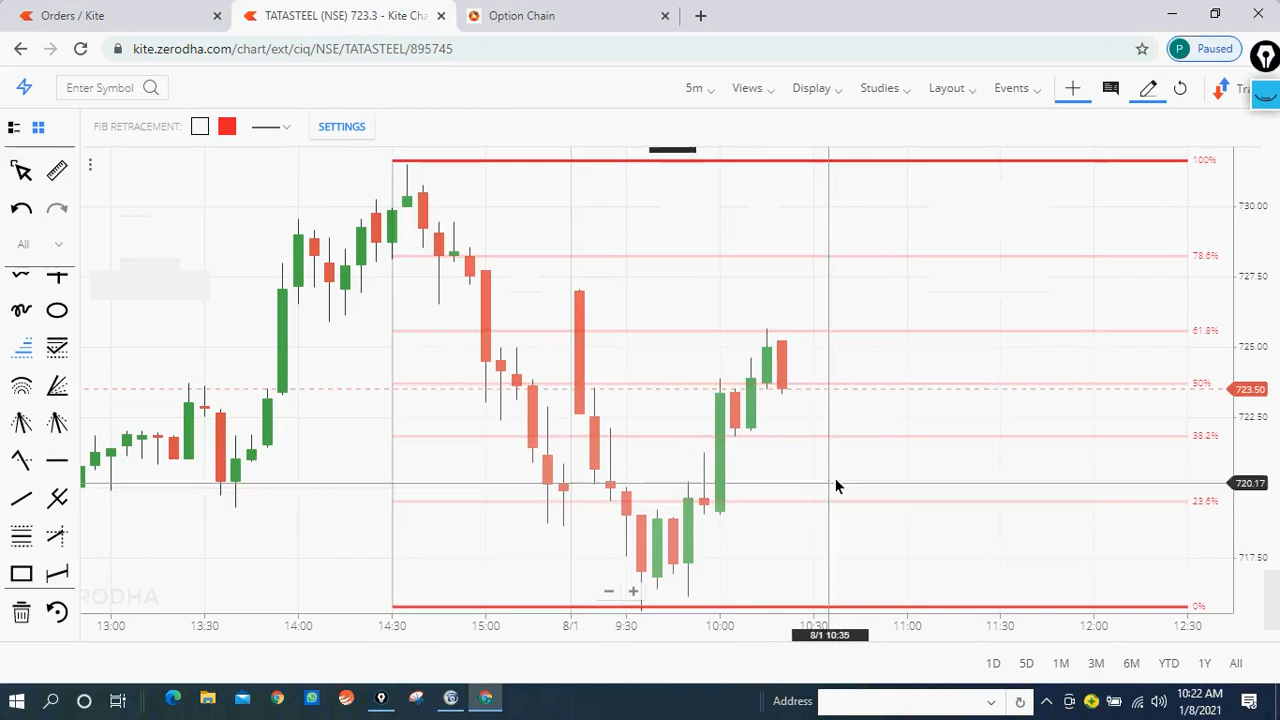 Orders / Kite
TATASTEEL (NSE) 723.3 - Kite Cha
Option Chain
kite.zerodha.com/chart/ext/ciq/NSE/TATASTEEL/895745
P Paused
Enter Symbol
5m
Views
Display
Studies
Layout
Events
Tra
FIB RETRACEMENT:
SETTINGS
All
100%
730.00
78.6%
727.50
61.8%
725.00
50%
723.50
722.50
38.2%
720.17
23.6%
717.50
RODHA
0%
13:00
13:30
14:00
14:30
15:00
8/1
9:30
10:00
10:30
11:00
11:30
12:00
12:30
8/1 10:35
1D
5D
1M
3M
6M
YTD
1Y
All
Address
10:22 AM
1/8/2021